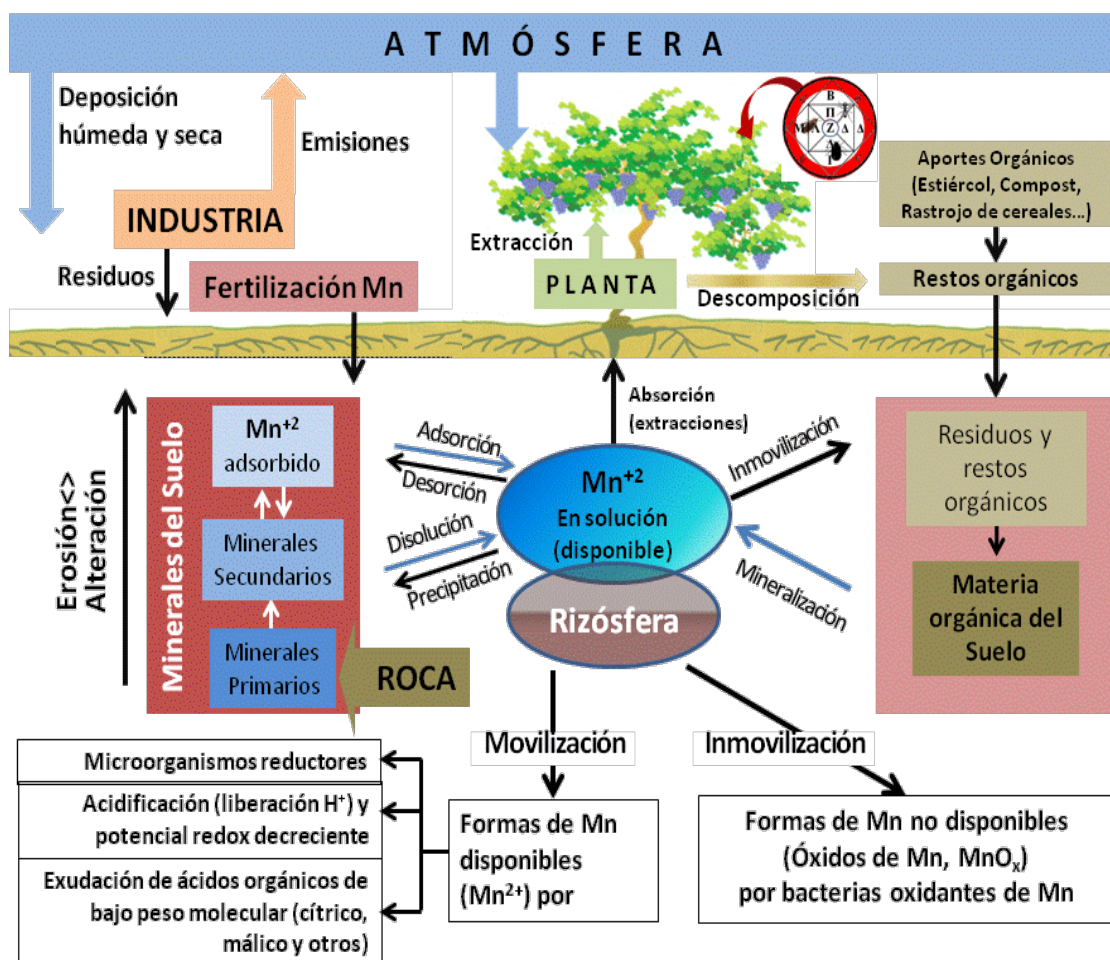 ATMÓSFERA
Deposición
húmeda y seca
Emisiones
INDUSTRIA
Residuos
Fertilización Mn
Extracción
PLANTA
Descomposición
Aportes Orgánicos
(Estiércol, Compost,
Rastrojo de cereales...)
Restos orgánicos
Erosión<>
Alteración
Minerales del Suelo
Mn⁺²
adsorbido
Minerales
Secundarios
Minerales
Primarios
ROCA
Adsorción
Desorción
Disolución
Precipitación
Absorción
(extracciones)
Mn⁺²
En solución
(disponible)
Rizósfera
Inmovilización
Mineralización
Residuos y
restos
orgánicos
Materia
orgánica del
Suelo
Movilización
Inmovilización
Microorganismos reductores
Acidificación (liberación H⁺) y
potencial redox decreciente
Exudación de ácidos orgánicos de
bajo peso molecular (cítrico,
málico y otros)
Formas de Mn
disponibles
(Mn²⁺) por
Formas de Mn no disponibles
(Óxidos de Mn, MnOₓ)
por bacterias oxidantes de Mn